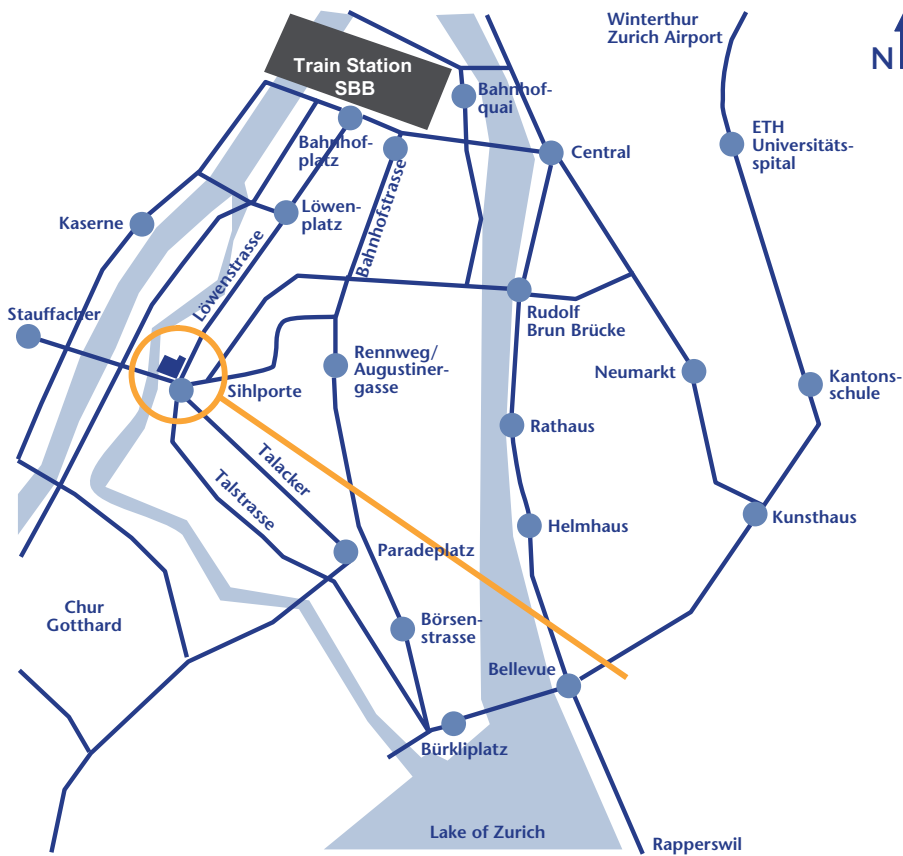 Winterthur
Zurich Airport
N
Train Station
SBB
Bahnhof-
quai
ETH
Universitäts-
spital
Bahnhof-
platz
Central
Löwen-
platz
Kaserne
Bahnhofstrasse
Löwenstrasse
Stauffacher
Rudolf
Brun Brücke
Rennweg/
Augustiner-
gasse
Neumarkt
Kantons-
schule
Sihlporte
Rathaus
Talacker
Talstrasse
Helmhaus
Kunsthaus
Paradeplatz
Chur
Gotthard
Börsen-
strasse
Bellevue
Bürkliplatz
Lake of Zurich
Rapperswil